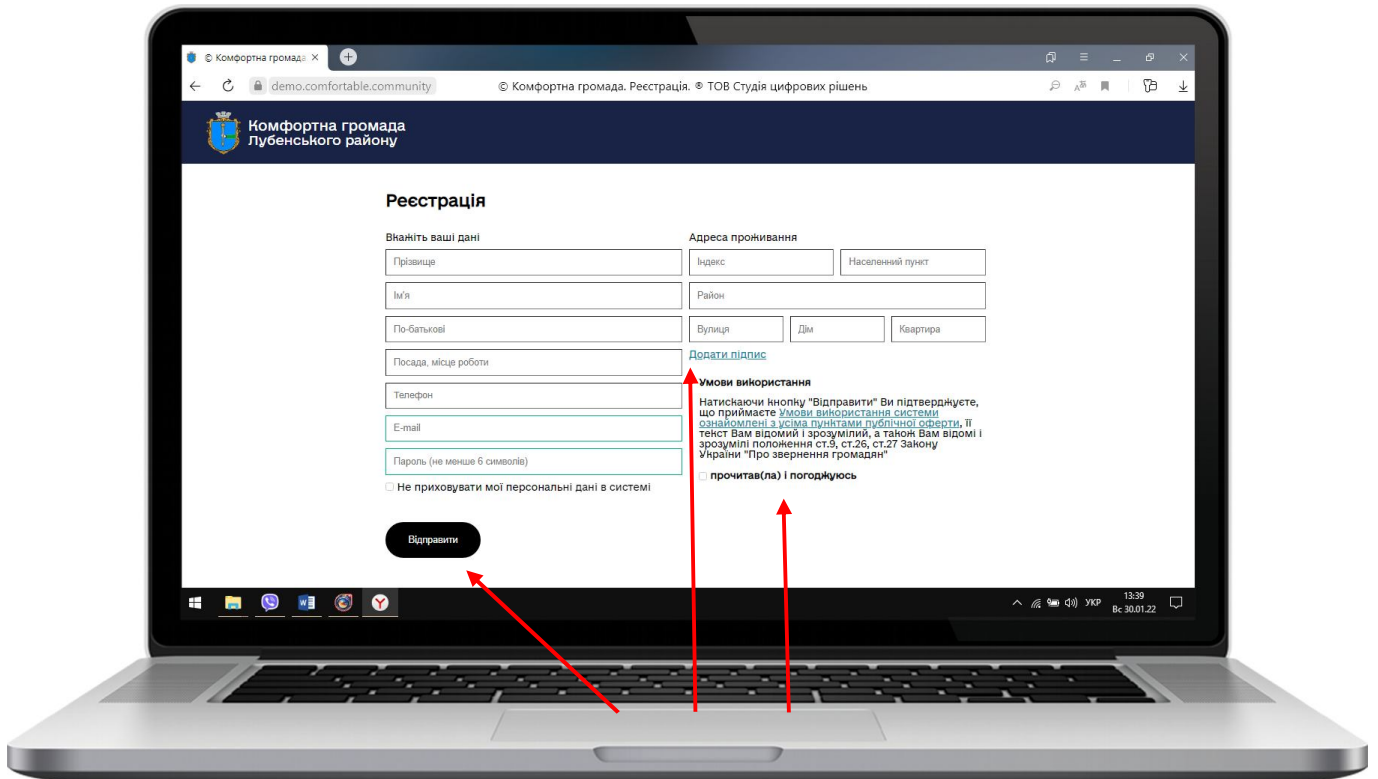 © Комфортна громада
demo.comfortable.community
© Комфортна громада. Реєстрація. ® ТОВ Студія цифрових рішень
Комфортна громада
Лубенського району
Реєстрація
Вкажіть ваші дані
Прізвище
Ім'я
По-батькові
Посада, місце роботи
Телефон
E-mail
Пароль (не менше 6 символів)
Не приховувати мої персональні дані в системі
Відправити
Адреса проживання
Індекс
Населенний пункт
Район
Вулиця
Дім
Квартира
Додати підпис
Умови використання
Натискаючи кнопку "Відправити" Ви підтверджуєте,
що приймаєте Умови використання системи
ознайомлені з усіма пунктами публічної оферти, її
текст Вам відомий і зрозумілий, а також Вам відомі і
зрозумілі положення ст.9, ст.26, ст.27 Закону
України "Про звернення громадян"
прочитав(ла) і погоджуюсь
УКР
13:39
Вс 30.01.22